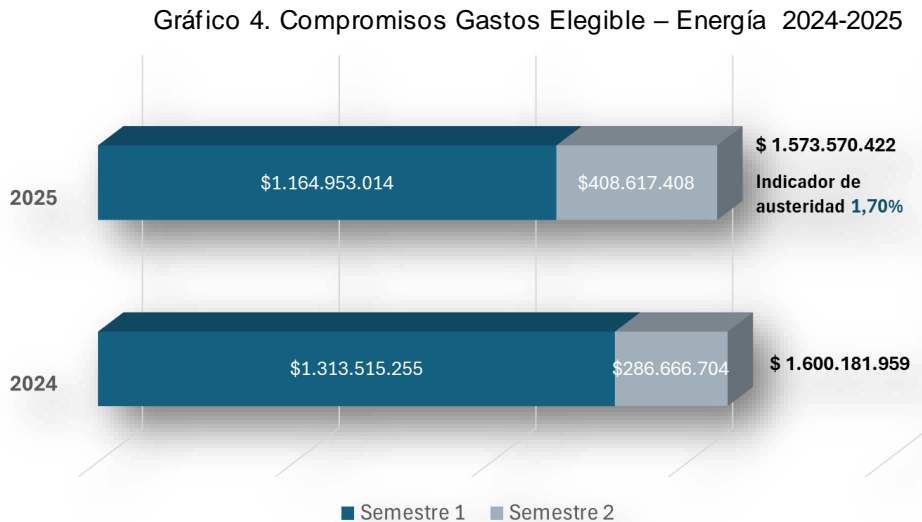 Gráfico 4. Compromisos Gastos Elegible – Energía 2024-2025
2025
$1.164.953.014
$408.617.408
$ 1.573.570.422
Indicador de
austeridad 1,70%
2024
$1.313.515.255
$286.666.704
$ 1.600.181.959
Semestre 1
Semestre 2